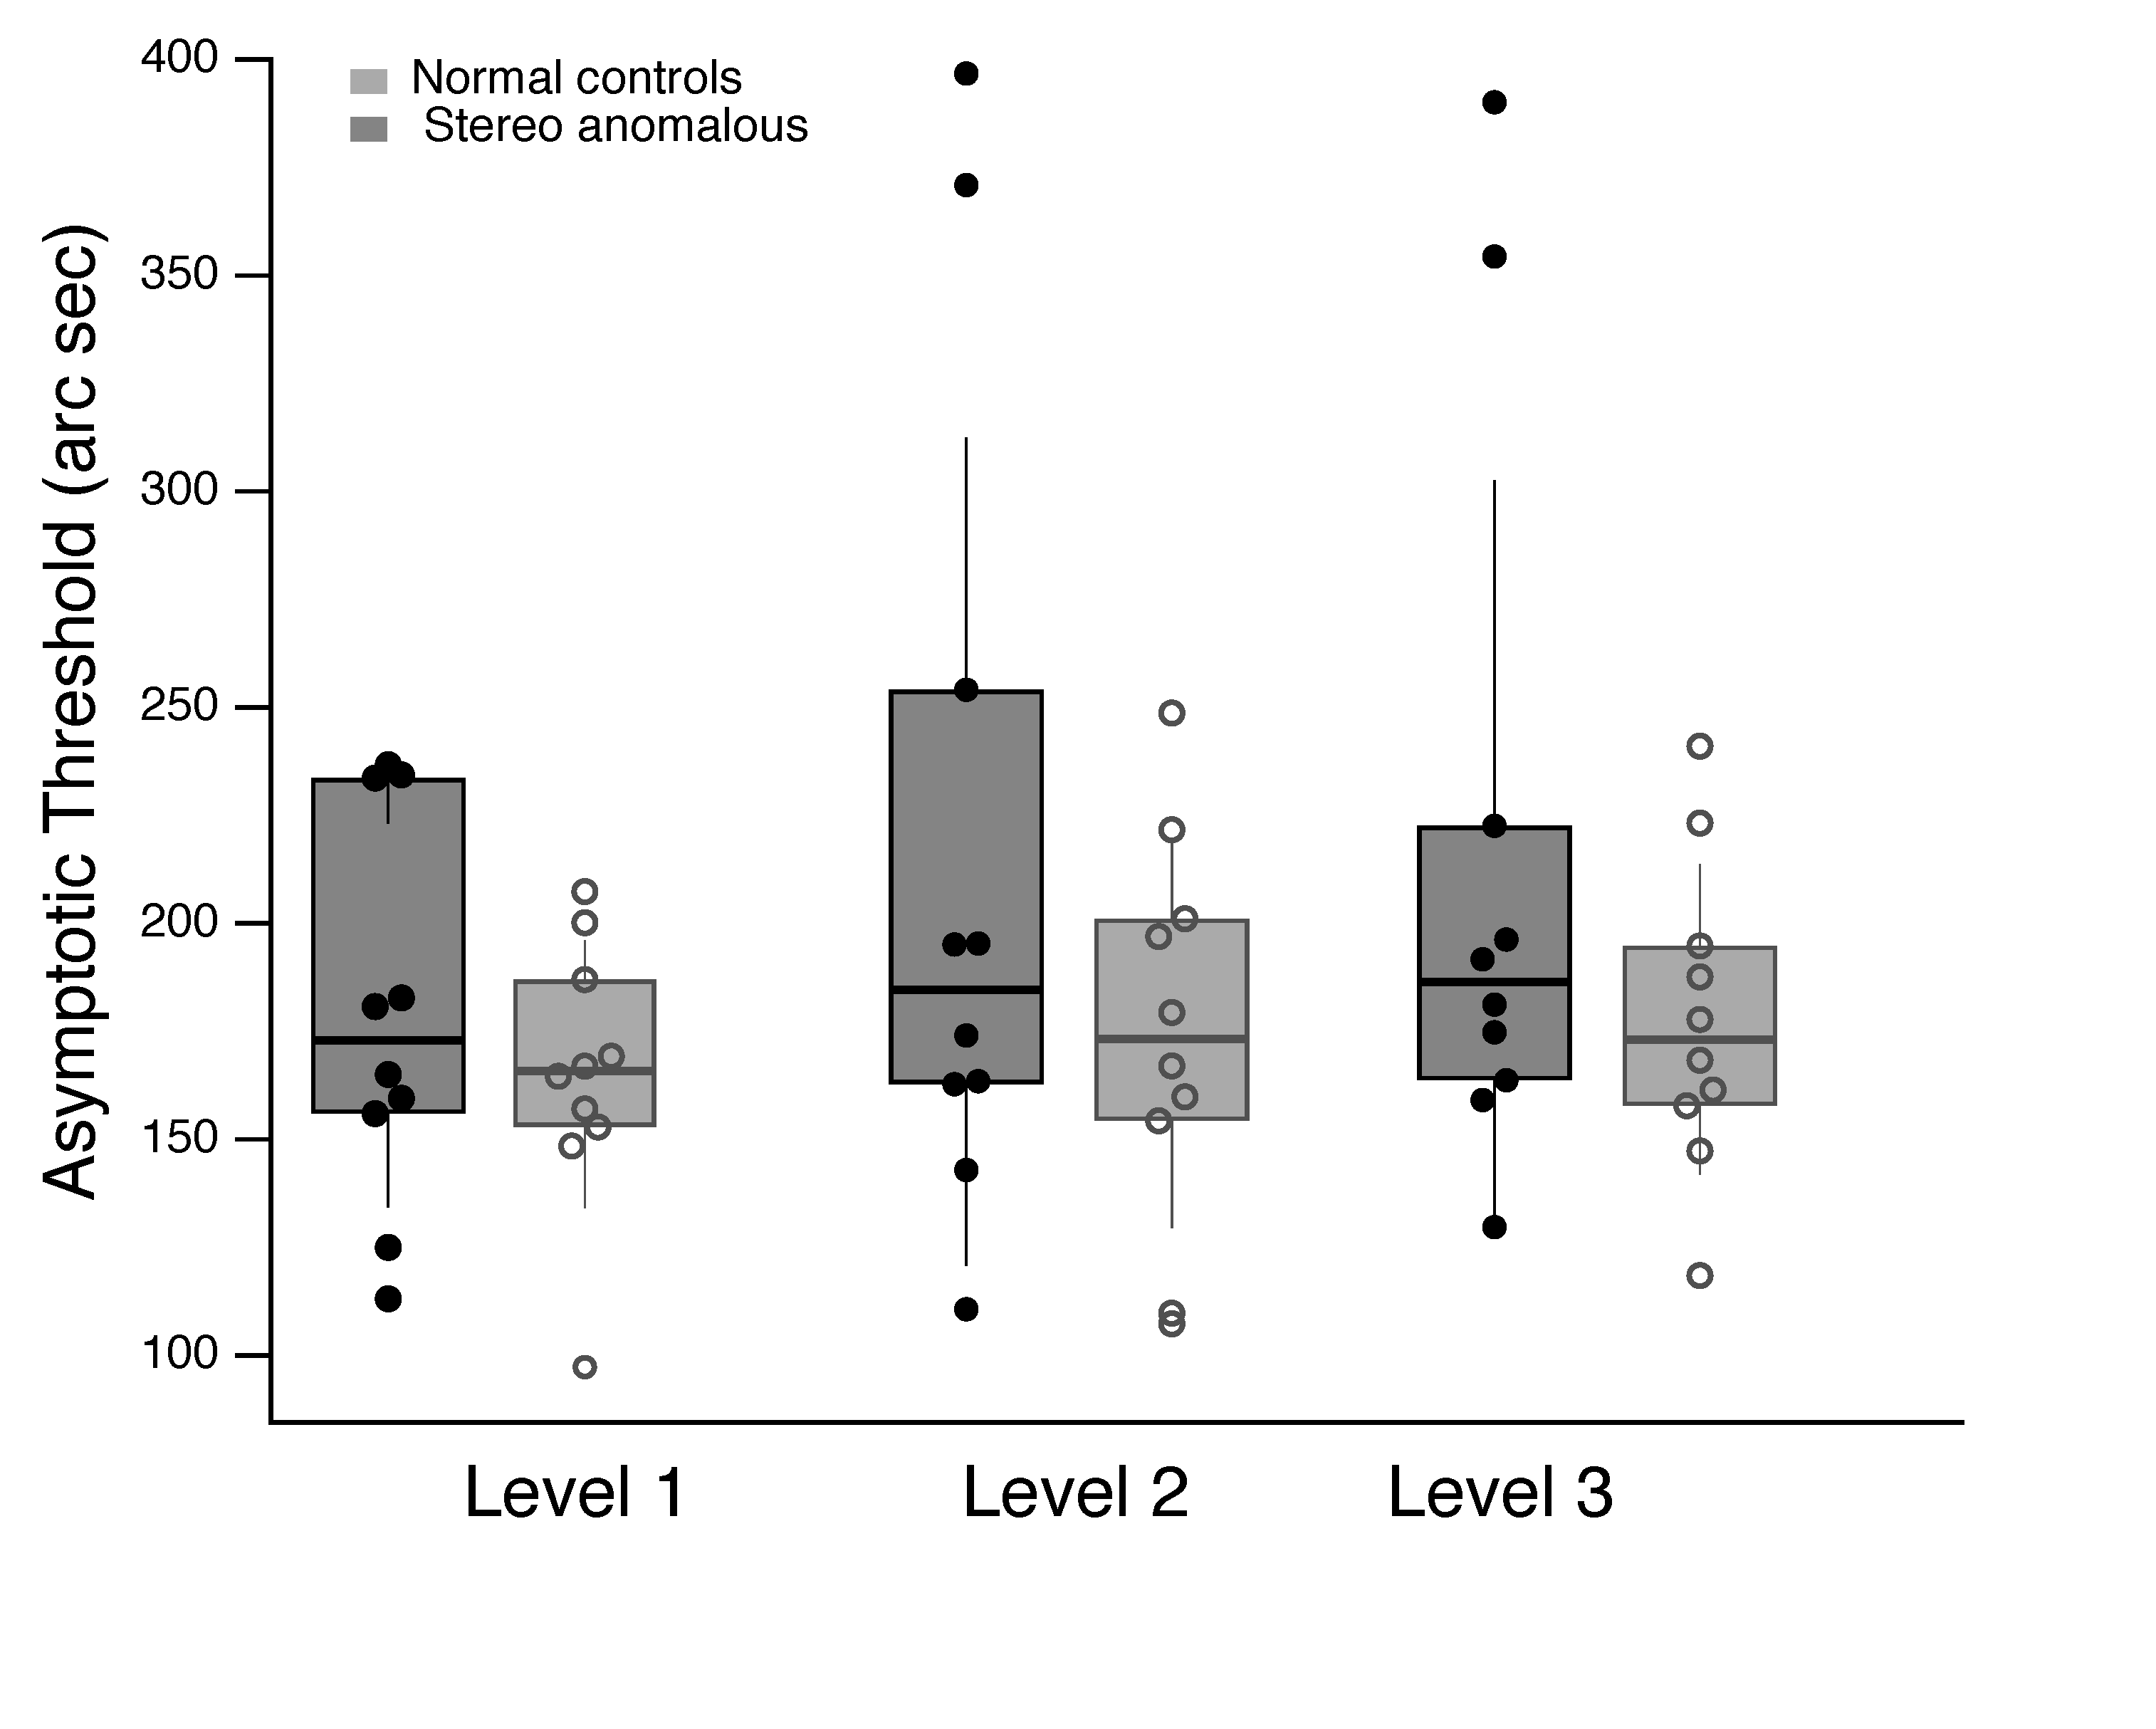 400
Normal controls
Stereo anomalous
350
300
250
200
150
100
Asymptotic Threshold (arc sec)
Level 1
Level 2
Level 3